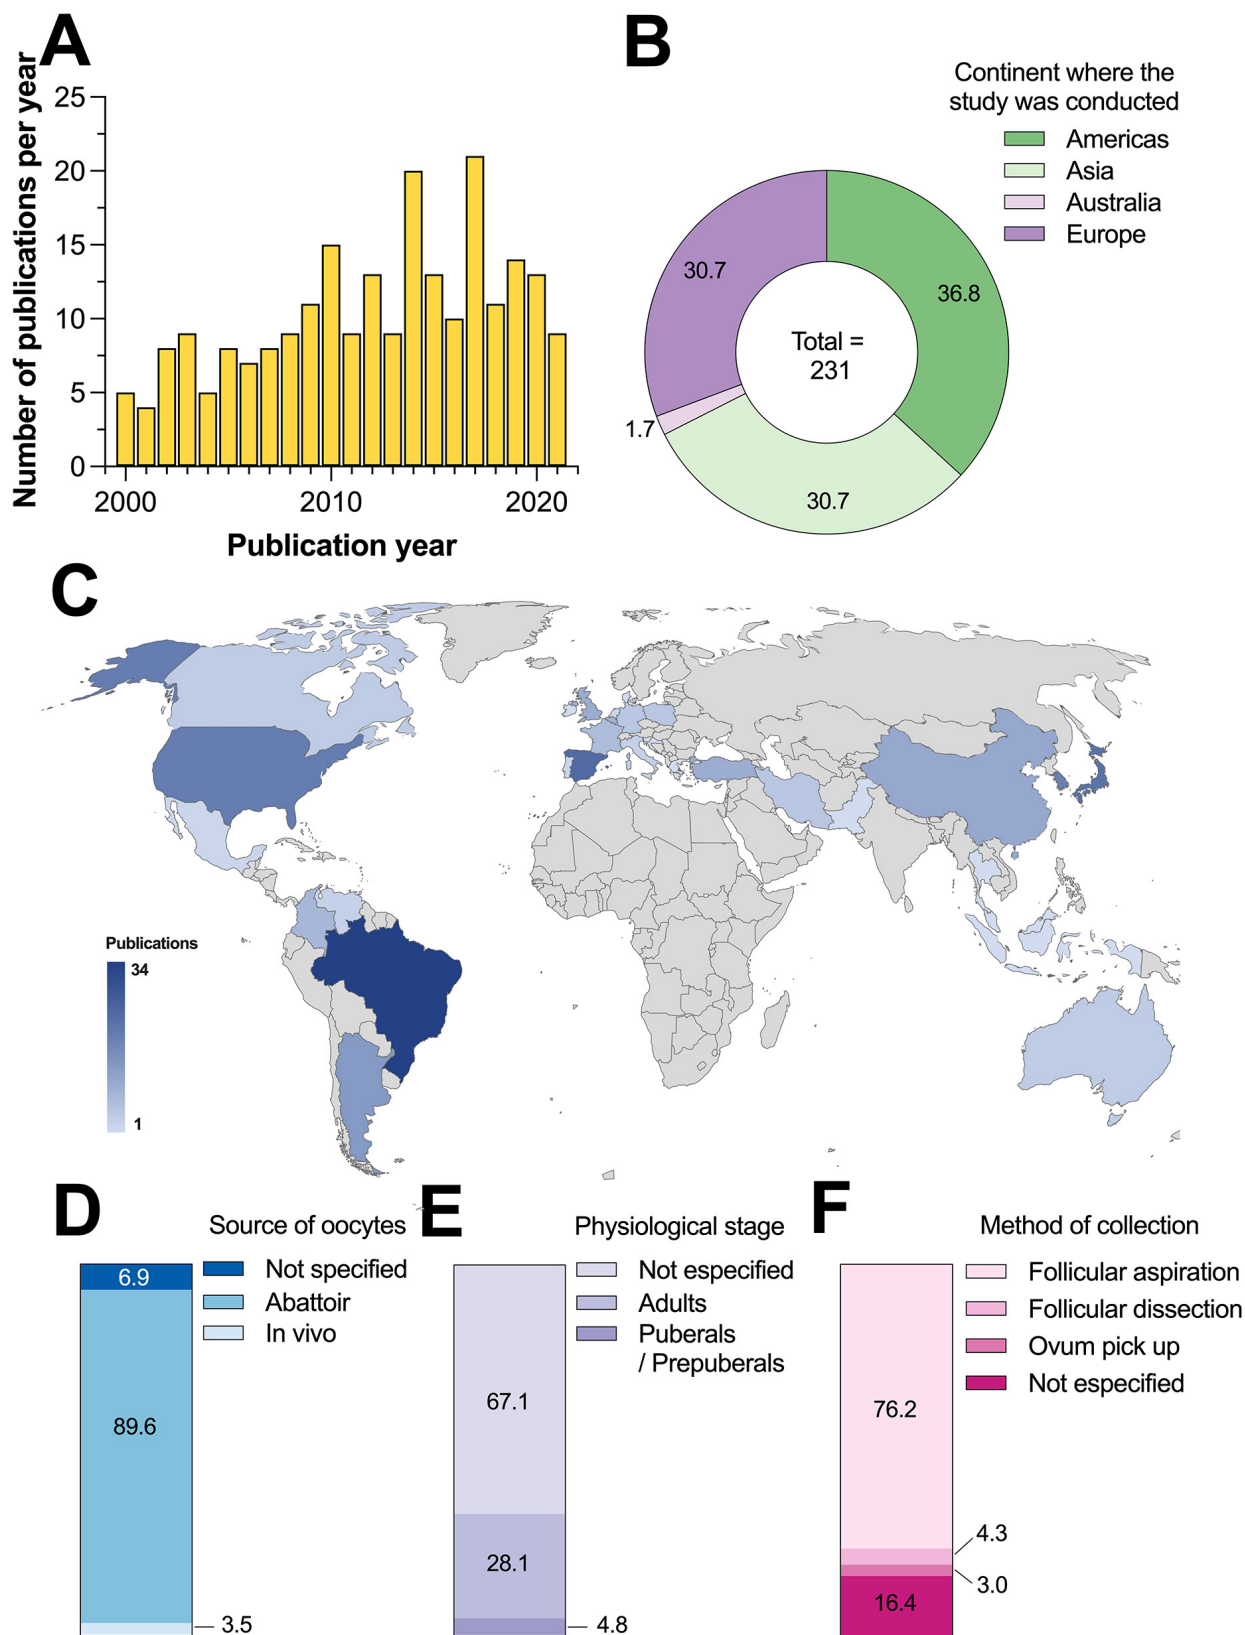 A
Number of publications per year
25
20
15
10
5
0
2000
2010
2020
Publication year
B
Continent where the
study was conducted
Americas
Asia
Australia
Europe
30.7
36.8
1.7
30.7
Total =
231
C
Publications
34
1
D
Source of oocytes
Not specified
Abattoir
In vivo
6.9
89.6
3.5
E
Physiological stage
Not especified
Adults
Puberals
/ Prepuberals
67.1
28.1
4.8
F
Method of collection
Follicular aspiration
Follicular dissection
Ovum pick up
Not especified
76.2
4.3
3.0
16.4